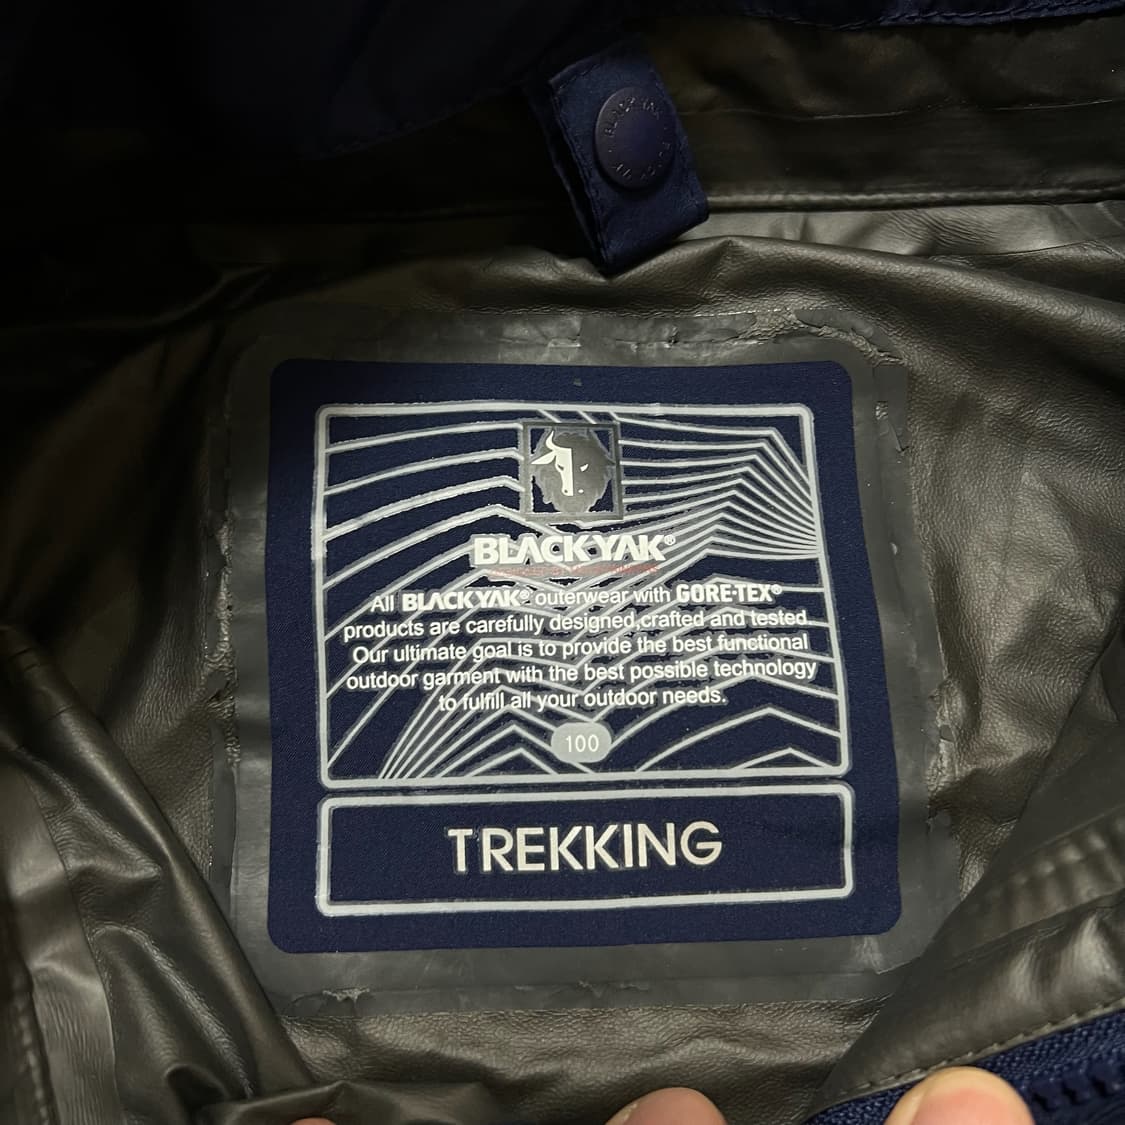 BLACK YAK
BLACKYAK®
All BLACKYAK® outerwear with GORE-TEX®
products are carefully designed,crafted and tested.
Our ultimate goal is to provide the best functional
outdoor garment with the best possible technology
to fulfill all your outdoor needs.
100
TREKKING